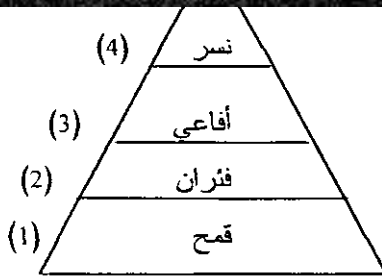 (4) نسر
(3) أفاعي
(2) فئران
(1) قمح